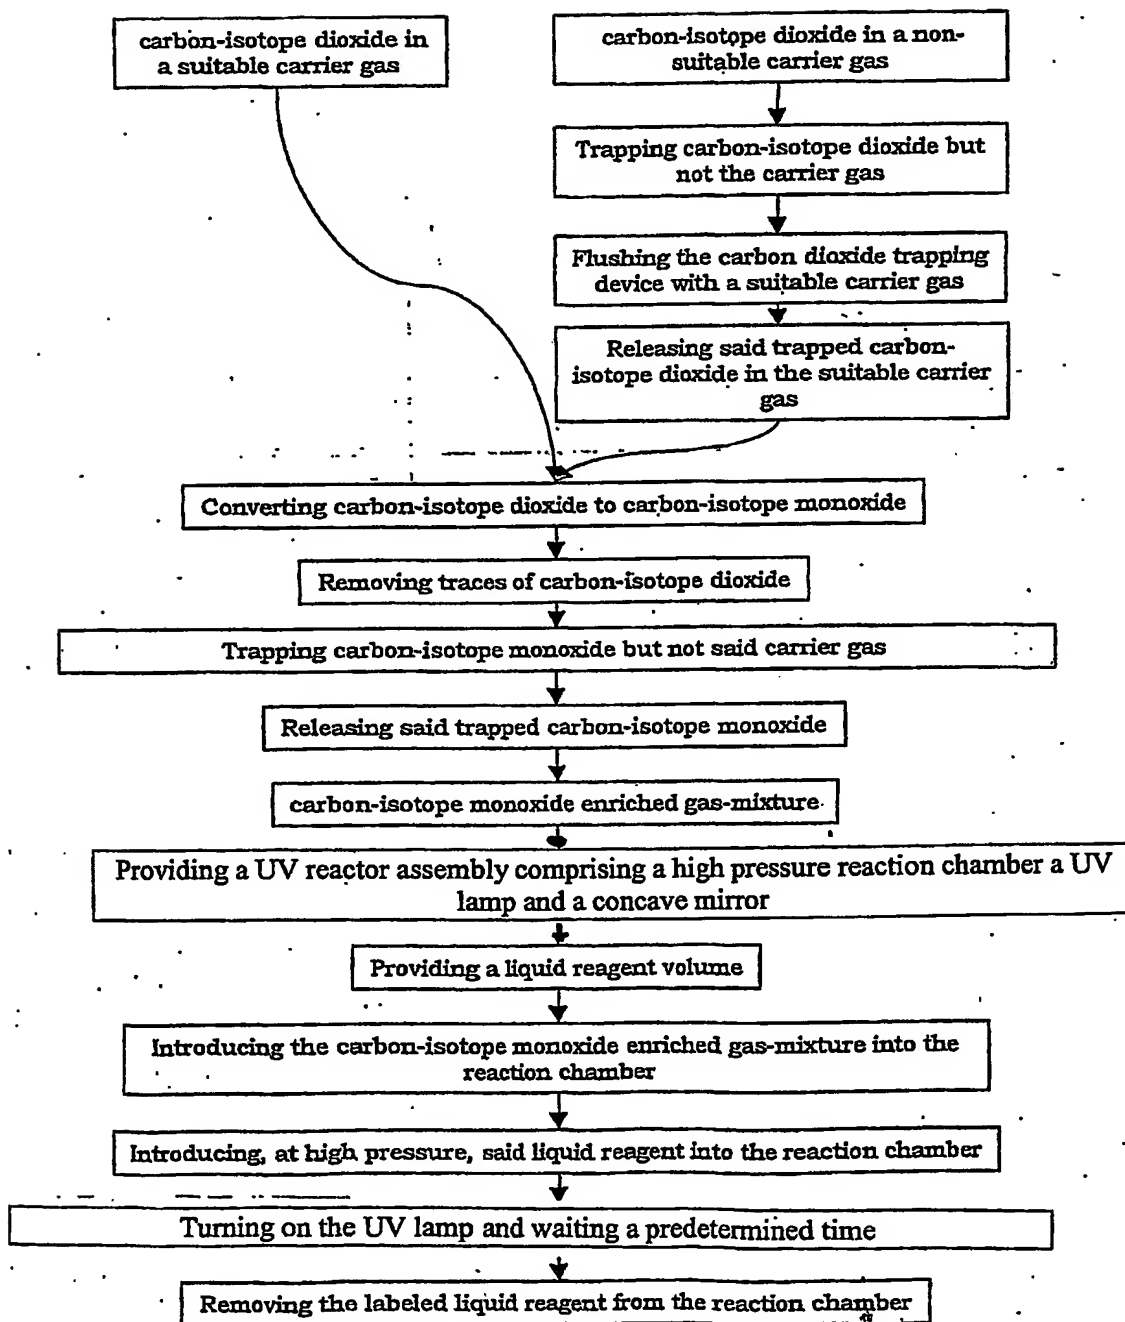 carbon-isotope dioxide in
a suitable carrier gas
carbon-isotope dioxide in a non-
suitable carrier gas
Trapping carbon-isotope dioxide but
not the carrier gas
Flushing the carbon dioxide trapping
device with a suitable carrier gas
Releasing said trapped carbon-
isotope dioxide in the suitable carrier
gas
Converting carbon-isotope dioxide to carbon-isotope monoxide
Removing traces of carbon-isotope dioxide
Trapping carbon-isotope monoxide but not said carrier gas
Releasing said trapped carbon-isotope monoxide
carbon-isotope monoxide enriched gas-mixture
Providing a UV reactor assembly comprising a high pressure reaction chamber a UV
lamp and a concave mirror
Providing a liquid reagent volume
Introducing the carbon-isotope monoxide enriched gas-mixture into the
reaction chamber
Introducing, at high pressure, said liquid reagent into the reaction chamber
Turning on the UV lamp and waiting a predetermined time
Removing the labeled liquid reagent from the reaction chamber